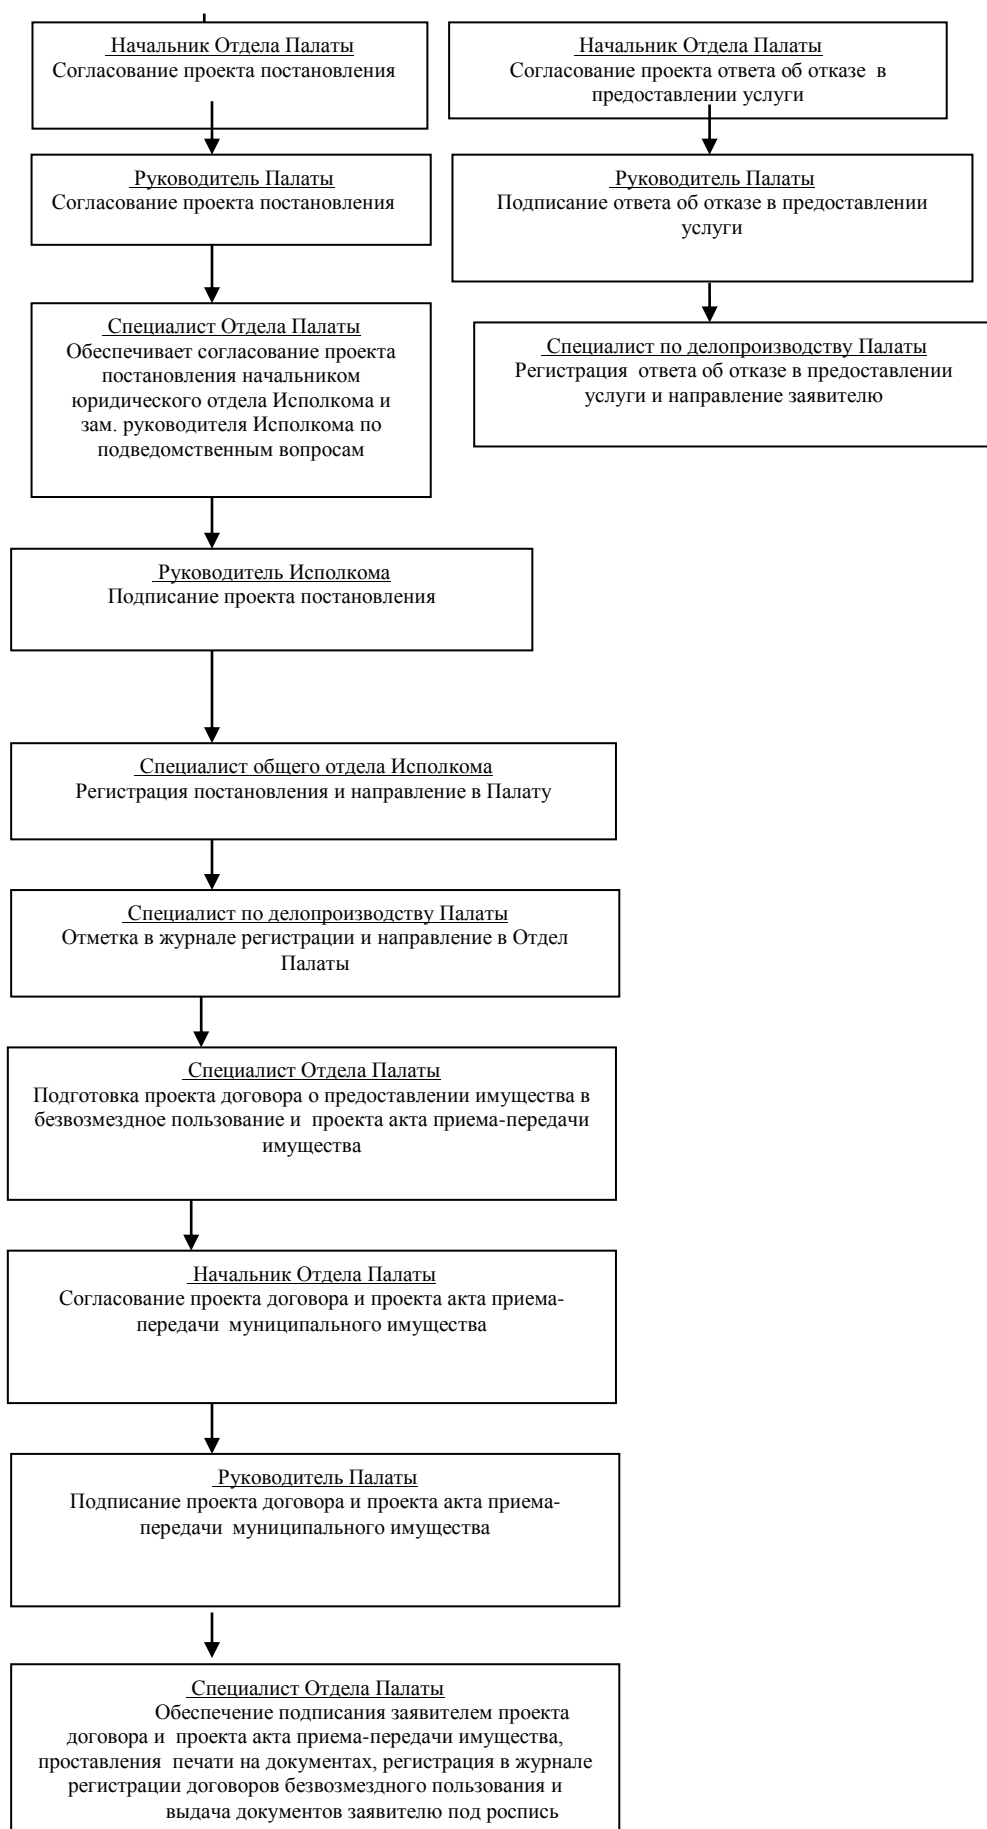 Начальник Отдела Палаты
Согласование проекта постановления
Начальник Отдела Палаты
Согласование проекта ответа об отказе в
предоставлении услуги
Руководитель Палаты
Согласование проекта постановления
Руководитель Палаты
Подписание ответа об отказе в предоставлении
услуги
Специалист Отдела Палаты
Обеспечивает согласование проекта
постановления начальником
юридического отдела Исполкома и
зам. руководителя Исполкома по
подведомственным вопросам
Специалист по делопроизводству Палаты
Регистрация ответа об отказе в предоставлении
услуги и направление заявителю
Руководитель Исполкома
Подписание проекта постановления
Специалист общего отдела Исполкома
Регистрация постановления и направление в Палату
Специалист по делопроизводству Палаты
Отметка в журнале регистрации и направление в Отдел
Палаты
Специалист Отдела Палаты
Подготовка проекта договора о предоставлении имущества в
безвозмездное пользование и проекта акта приема-передачи
имущества
Начальник Отдела Палаты
Согласование проекта договора и проекта акта приема-
передачи муниципального имущества
Руководитель Палаты
Подписание проекта договора и проекта акта приема-
передачи муниципального имущества
Специалист Отдела Палаты
Обеспечение подписания заявителем проекта
договора и проекта акта приема-передачи имущества,
проставления печати на документах, регистрация в журнале
регистрации договоров безвозмездного пользования и
выдача документов заявителю под роспись